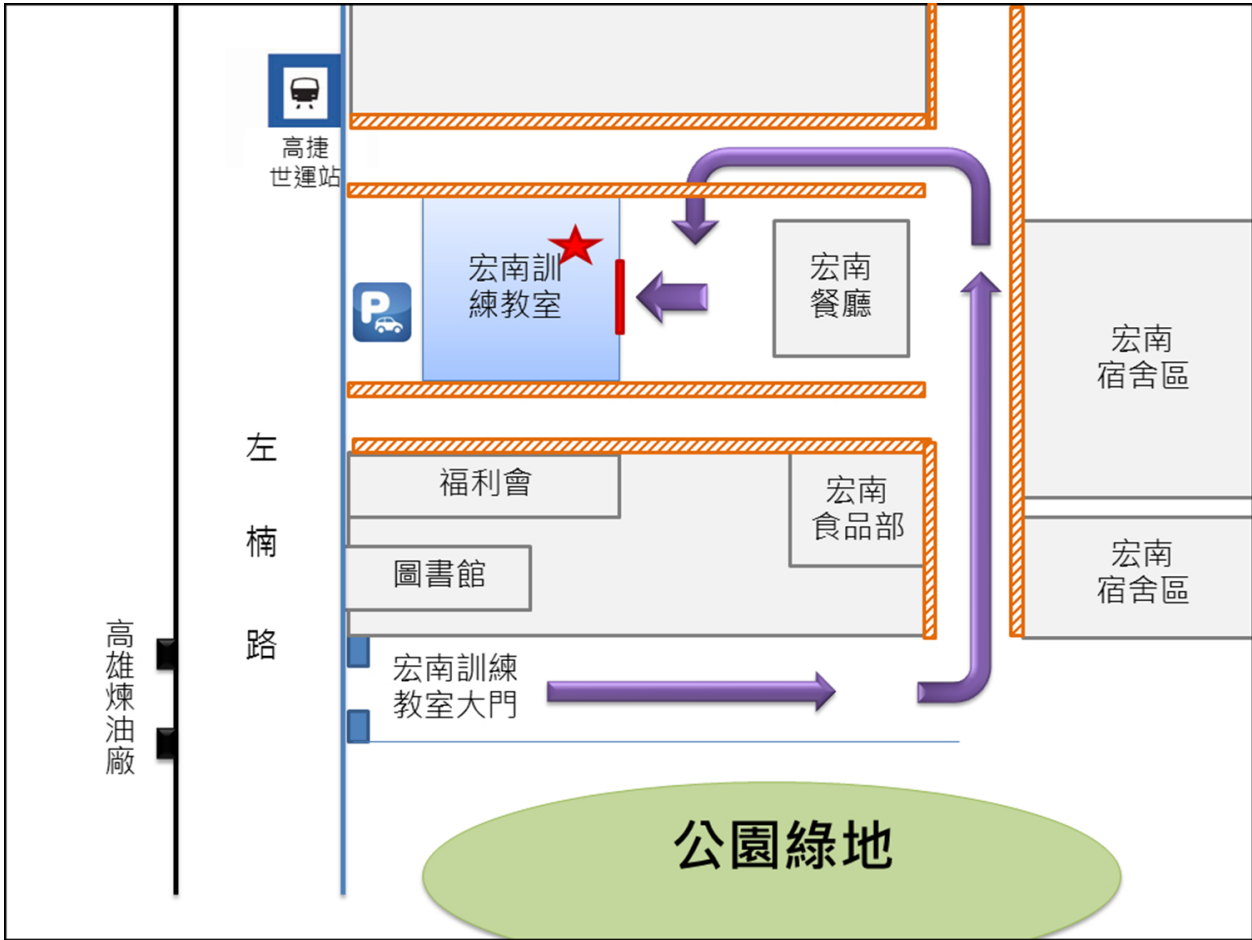 高捷
世運站
宏南訓
練教室
宏南
餐廳
P
宏南
宿舍區
左
楠
路
福利會
宏南
食品部
圖書館
宏南
宿舍區
高
雄
煉
油
廠
宏南訓練
教室大門
公園綠地